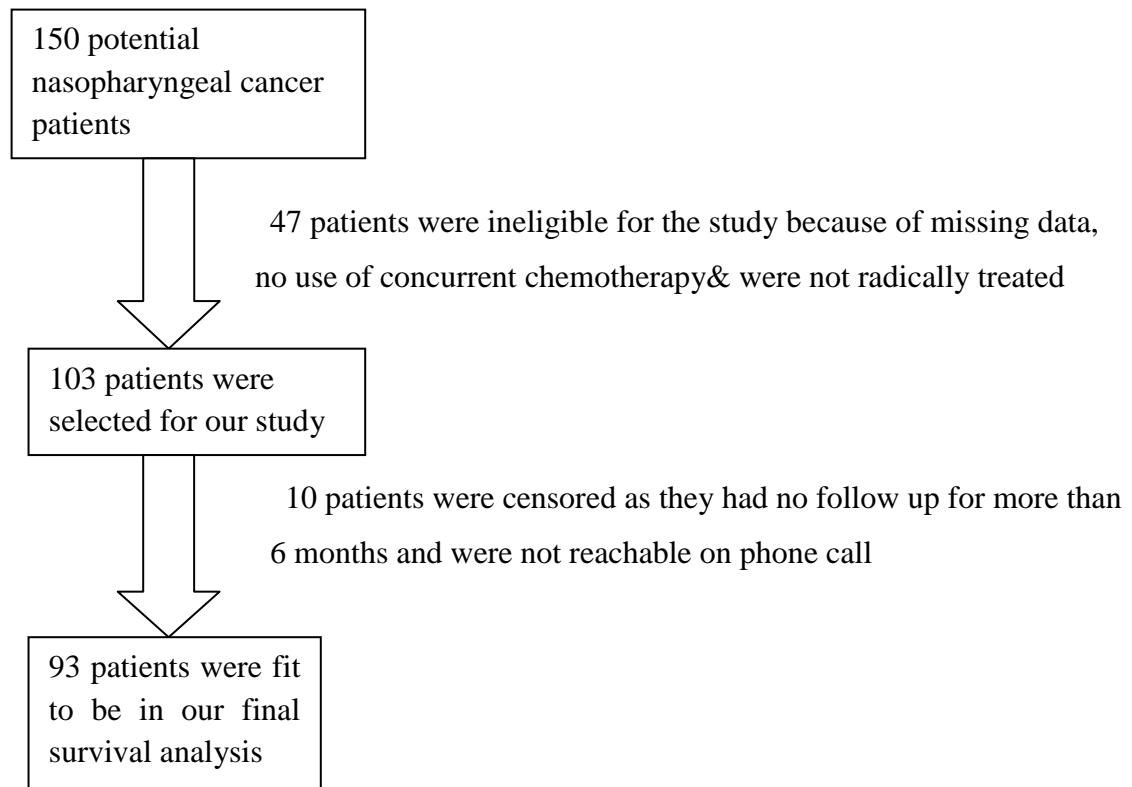 150 potential
nasopharyngeal cancer
patients
47 patients were ineligible for the study because of missing data,
no use of concurrent chemotherapy& were not radically treated
103 patients were
selected for our study
10 patients were censored as they had no follow up for more than
6 months and were not reachable on phone call
93 patients were fit
to be in our final
survival analysis